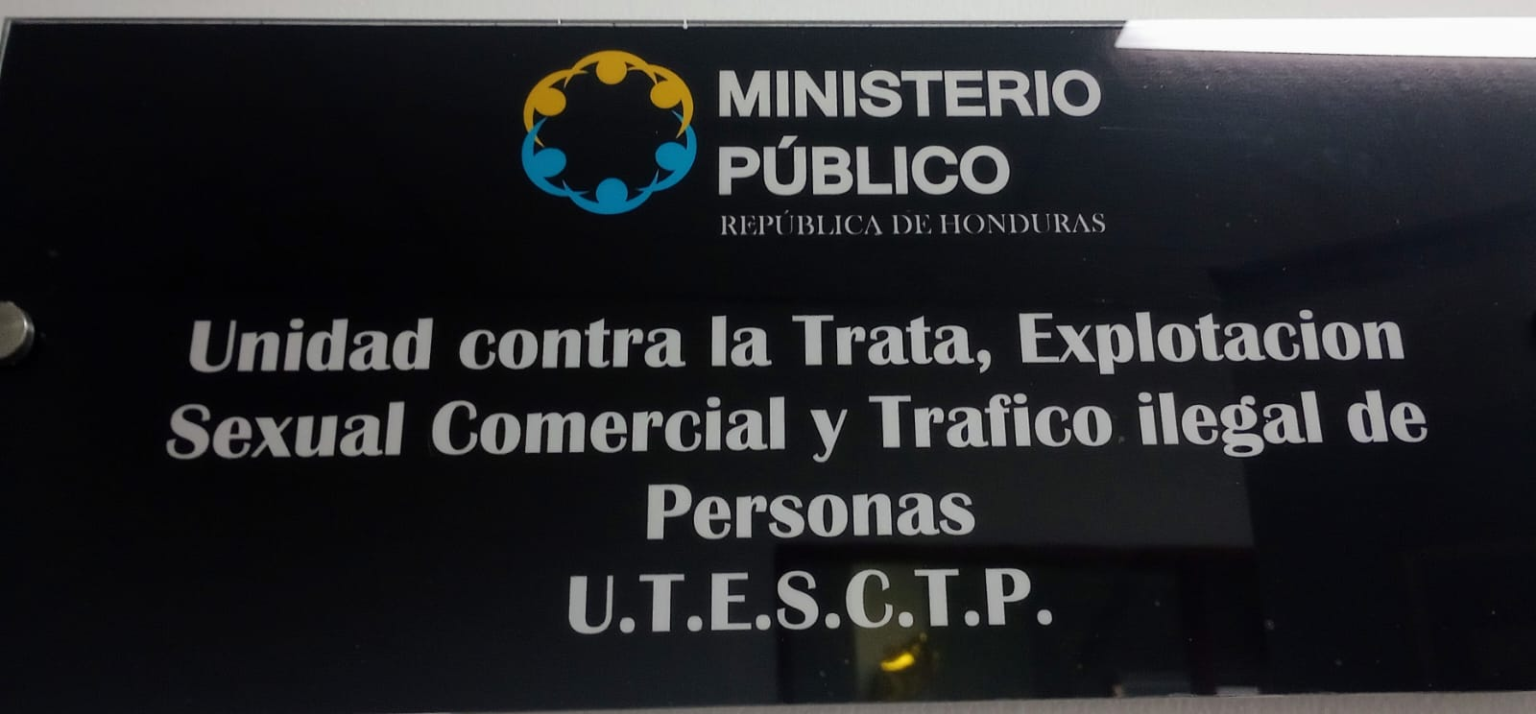 MINISTERIO
PÚBLICO
REPÚBLICA DE HONDURAS
Unidad contra la Trata, Explotacion
Sexual Comercial y Trafico ilegal de
Personas
U.T.E.S.C.T.P.